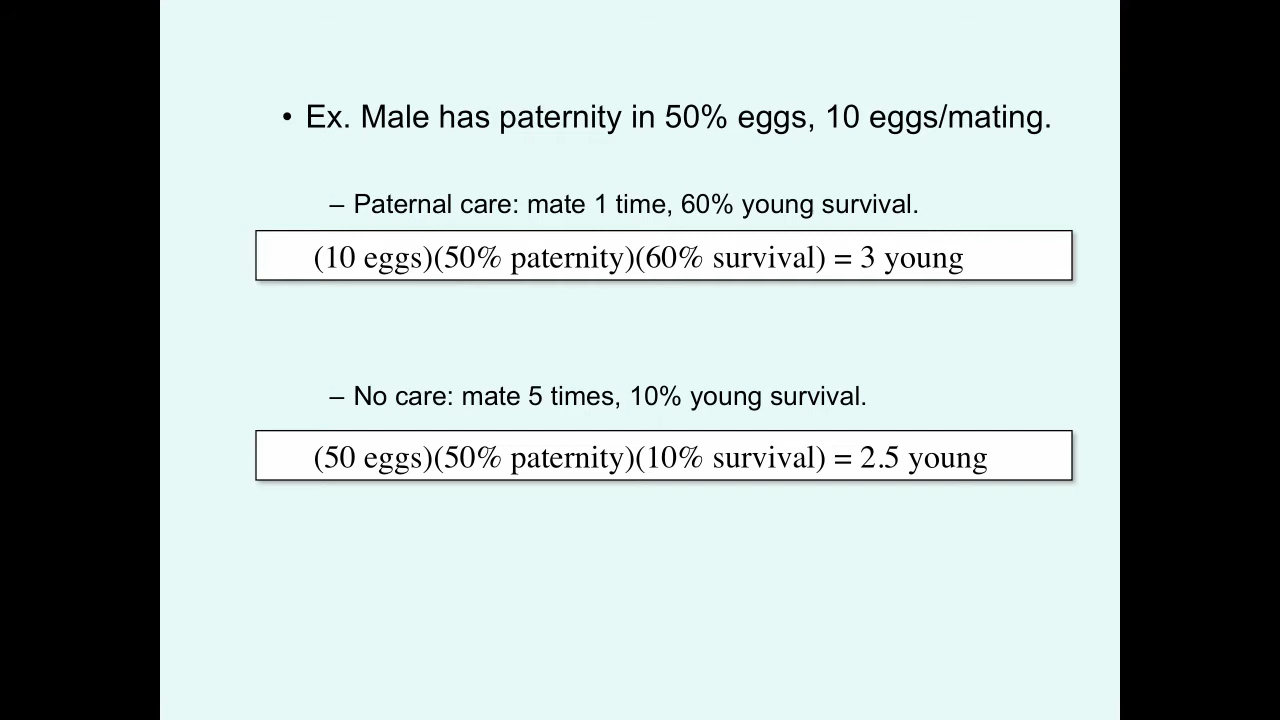 • Ex. Male has paternity in 50% eggs, 10 eggs/mating.
– Paternal care: mate 1 time, 60% young survival.
(10 eggs)(50% paternity)(60% survival) = 3 young
– No care: mate 5 times, 10% young survival.
(50 eggs)(50% paternity)(10% survival) = 2.5 young